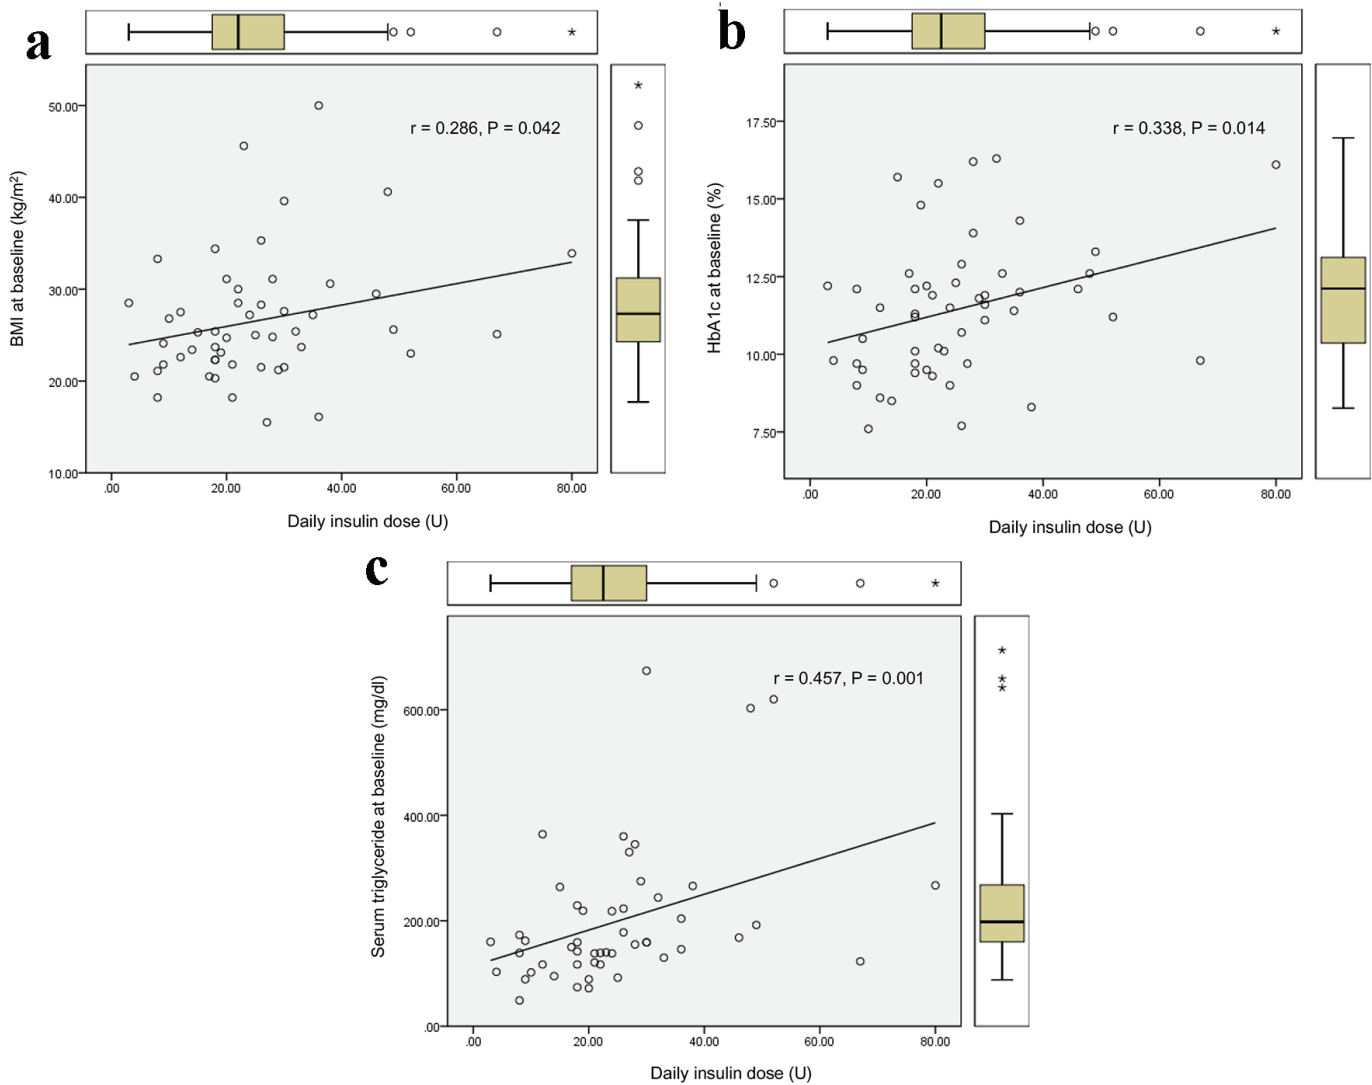 a
r = 0.286, P = 0.042
BMI at baseline (kg/m²)
50.00
40.00
30.00
20.00
10.00
.00 20.00 40.00 60.00 80.00
Daily insulin dose (U)
b
r = 0.338, P = 0.014
HbA1c at baseline (%)
17.50
15.00
12.50
10.00
7.50
.00 20.00 40.00 60.00 80.00
Daily insulin dose (U)
c
r = 0.457, P = 0.001
Serum triglyceride at baseline (mg/dl)
600.00
400.00
200.00
.00
.00 20.00 40.00 60.00 80.00
Daily insulin dose (U)